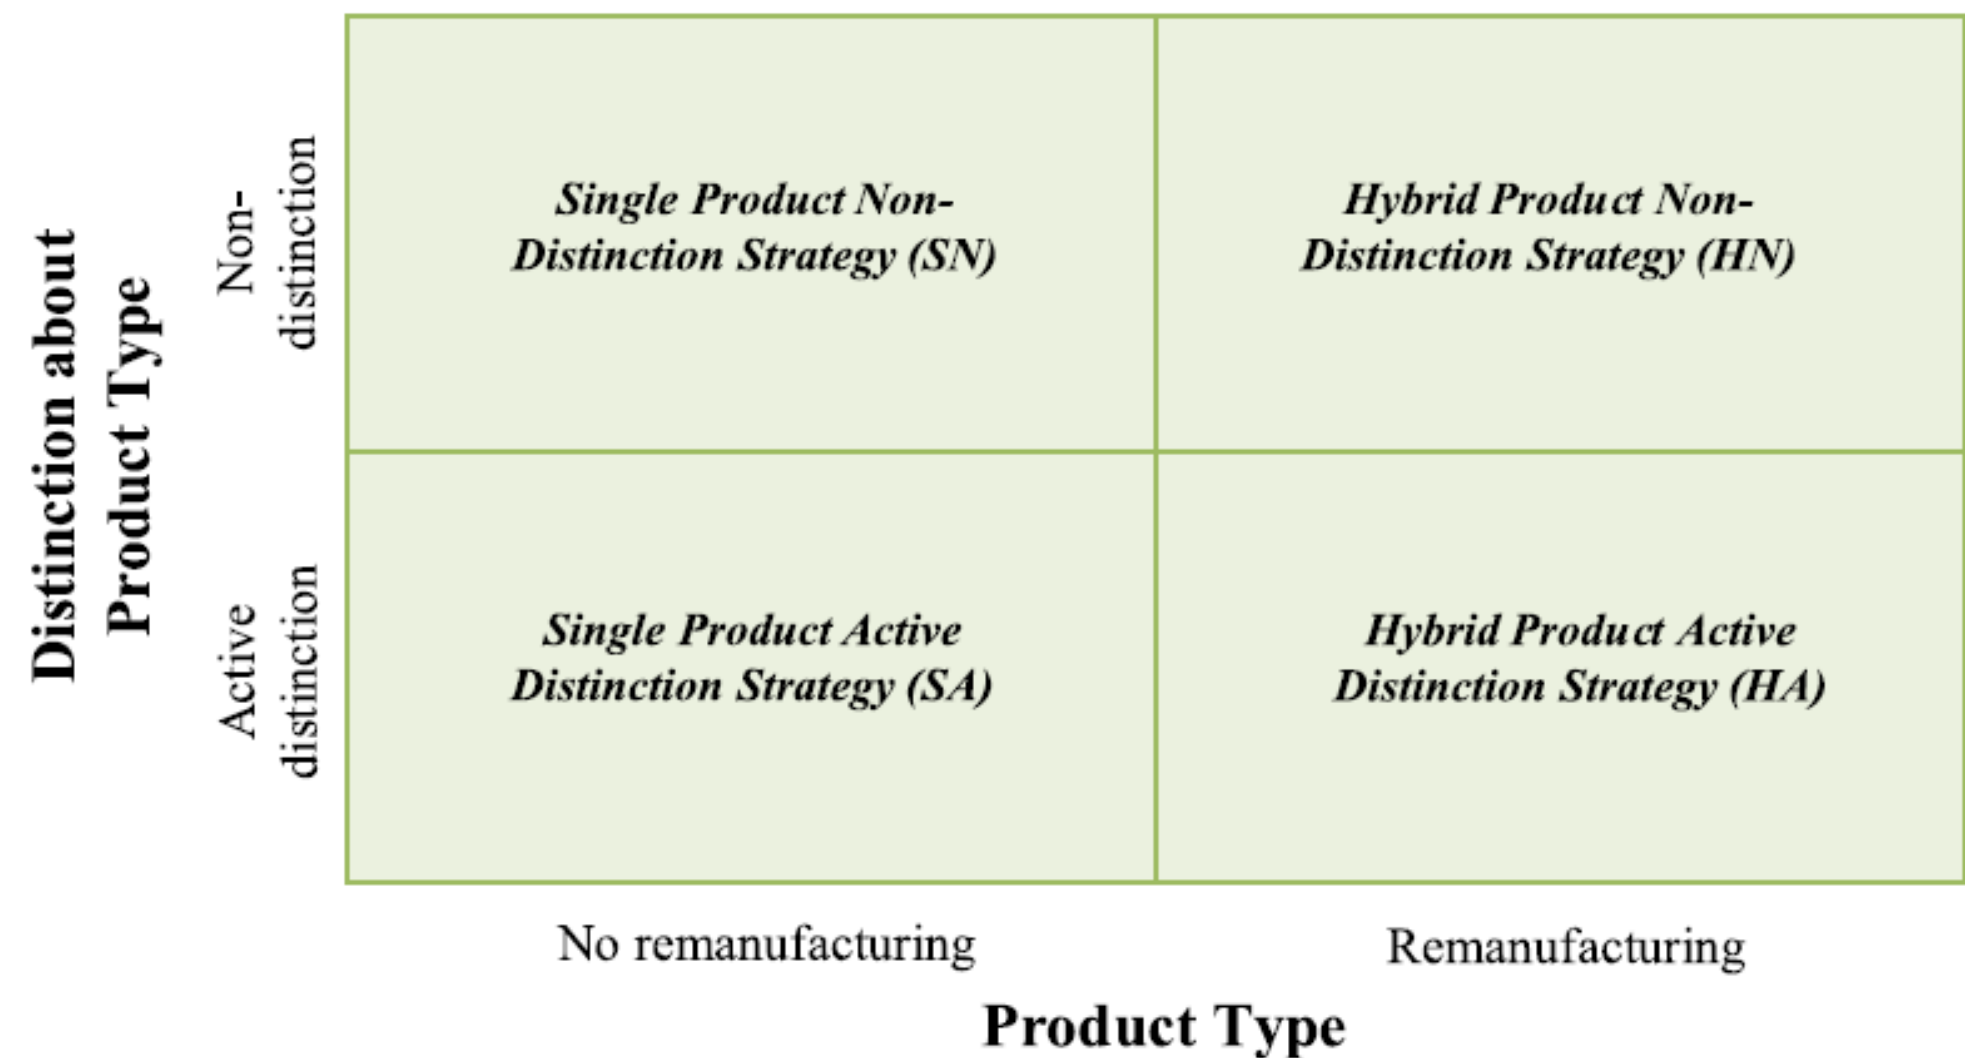 Distinction about
Product Type
Non-
distinction
Single Product Non-
Distinction Strategy (SN)
Hybrid Product Non-
Distinction Strategy (HN)
Active
distinction
Single Product Active
Distinction Strategy (SA)
Hybrid Product Active
Distinction Strategy (HA)
No remanufacturing
Remanufacturing
Product Type